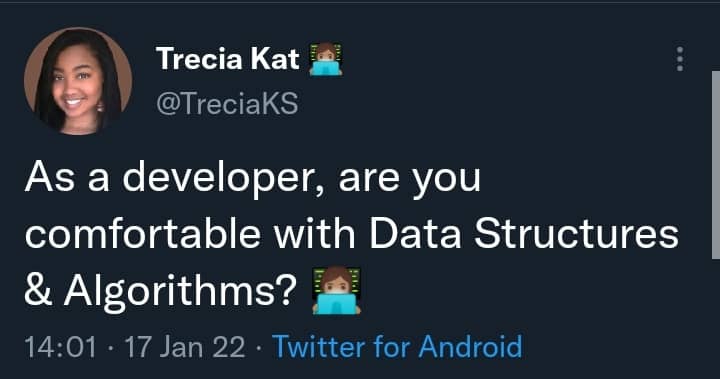 Trecia Kat 👩🏽‍💻
@TreciaKS
As a developer, are you
comfortable with Data Structures
& Algorithms? 👩🏽‍💻
14:01 · 17 Jan 22 · Twitter for Android